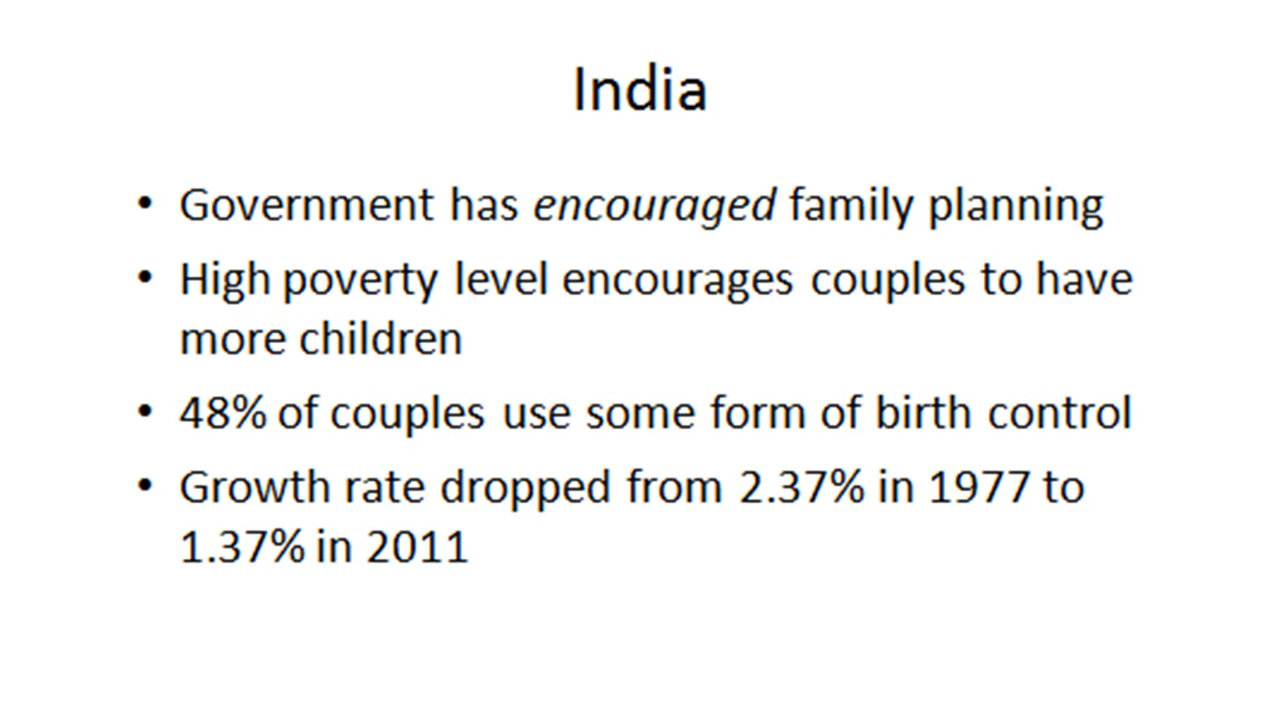 India
• Government has encouraged family planning
• High poverty level encourages couples to have
more children
• 48% of couples use some form of birth control
• Growth rate dropped from 2.37% in 1977 to
1.37% in 2011